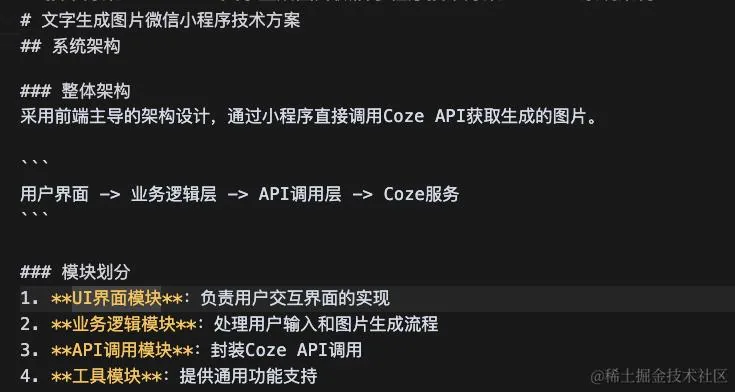 # 文字生成图片微信小程序技术方案
## 系统架构
### 整体架构
采用前端主导的架构设计，通过小程序直接调用Coze API获取生成的图片。
```
用户界面 -> 业务逻辑层 -> API调用层 -> Coze服务
```
### 模块划分
1. **UI界面模块**：负责用户交互界面的实现
2. **业务逻辑模块**：处理用户输入和图片生成流程
3. **API调用模块**：封装Coze API调用
4. **工具模块**：提供通用功能支持
@稀土掘金技术社区